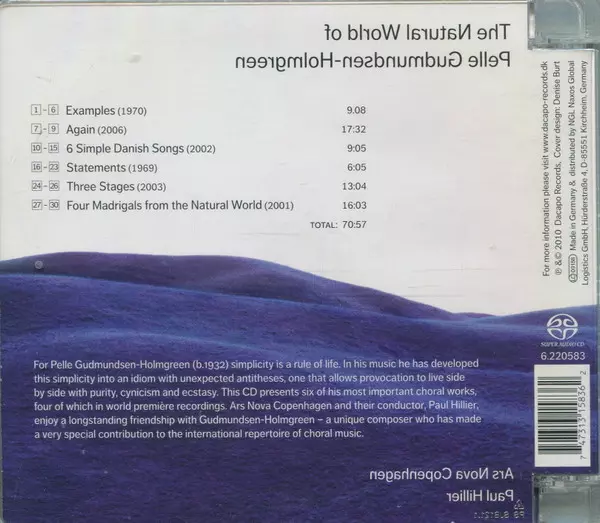 The Natural World of
Pelle Gudmundsen-Holmgreen
1 - 6 Examples (1970) 9.08
7 - 9 Again (2006) 17:32
10 - 15 6 Simple Danish Songs (2002) 9:05
16 - 23 Statements (1969) 6:05
24 - 26 Three Stages (2003) 13:04
27 - 30 Four Madrigals from the Natural World (2001) 16:03
TOTAL: 70:57
For Pelle Gudmundsen-Holmgreen (b.1932) simplicity is a rule of life. In his music he has developed
this simplicity into an idiom with unexpected antitheses, one that allows provocation to live side
by side with purity, cynicism and ecstasy. This CD presents six of his most important choral works,
four of which in world première recordings. Ars Nova Copenhagen and their conductor, Paul Hillier,
enjoy a longstanding friendship with Gudmundsen-Holmgreen – a unique composer who has made
a very special contribution to the international repertoire of choral music.
Ars Nova Copenhagen
Paul Hillier
For more information please visit www.dacapo-records.dk
℗ & © 2010 Dacapo Records, Cover design: Denise Burt
Made in Germany & distributed by NGL Naxos Global
Logistics GmbH, Hürderstraße 4, D-85551 Kirchheim, Germany
SUPER AUDIO CD
6.220583
7 47313 15836 2